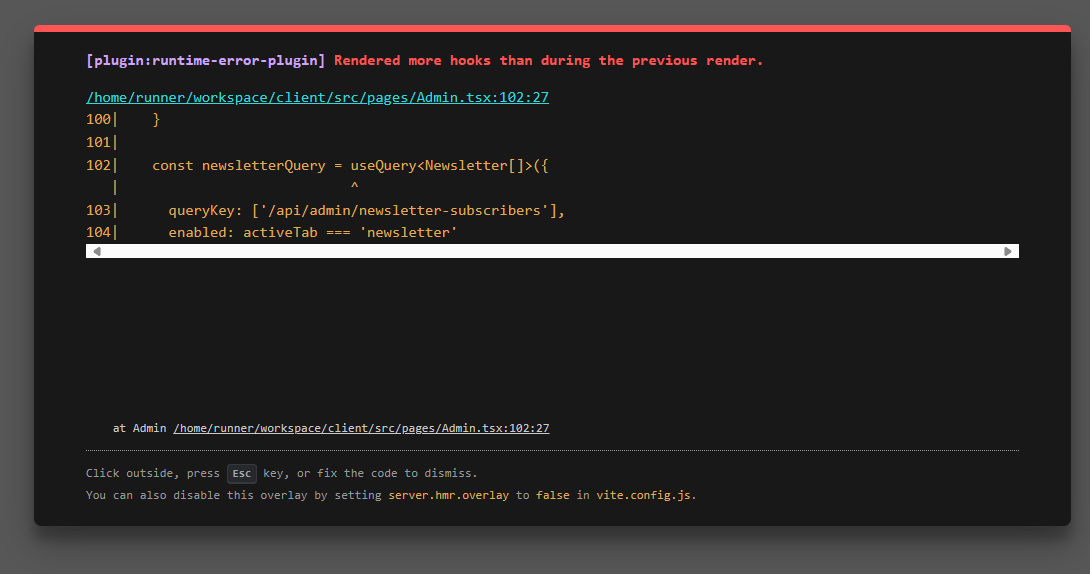 [plugin:runtime-error-plugin] Rendered more hooks than during the previous render.
/home/runner/workspace/client/src/pages/Admin.tsx:102:27
100|    }
101|
102|    const newsletterQuery = useQuery<Newsletter[]>({
   |                            ^
103|      queryKey: ['/api/admin/newsletter-subscribers'],
104|      enabled: activeTab === 'newsletter'
at Admin /home/runner/workspace/client/src/pages/Admin.tsx:102:27
Click outside, press Esc key, or fix the code to dismiss.
You can also disable this overlay by setting server.hmr.overlay to false in vite.config.js.